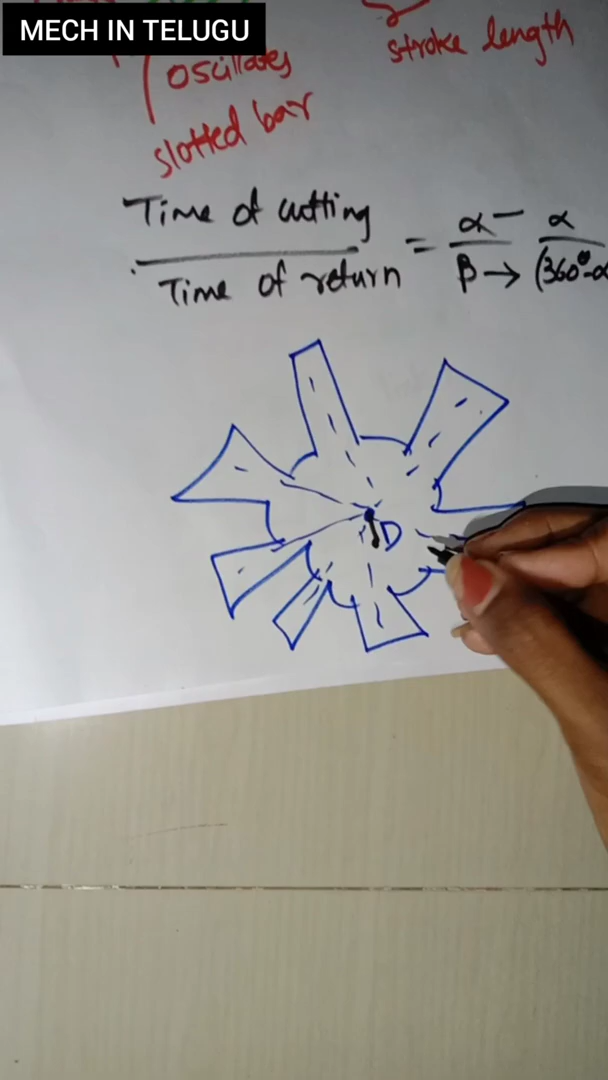 MECH IN TELUGU
oscillates
stroke length
slotted bar
Time of cutting
Time of return
= α – α
β → (360°-α
D